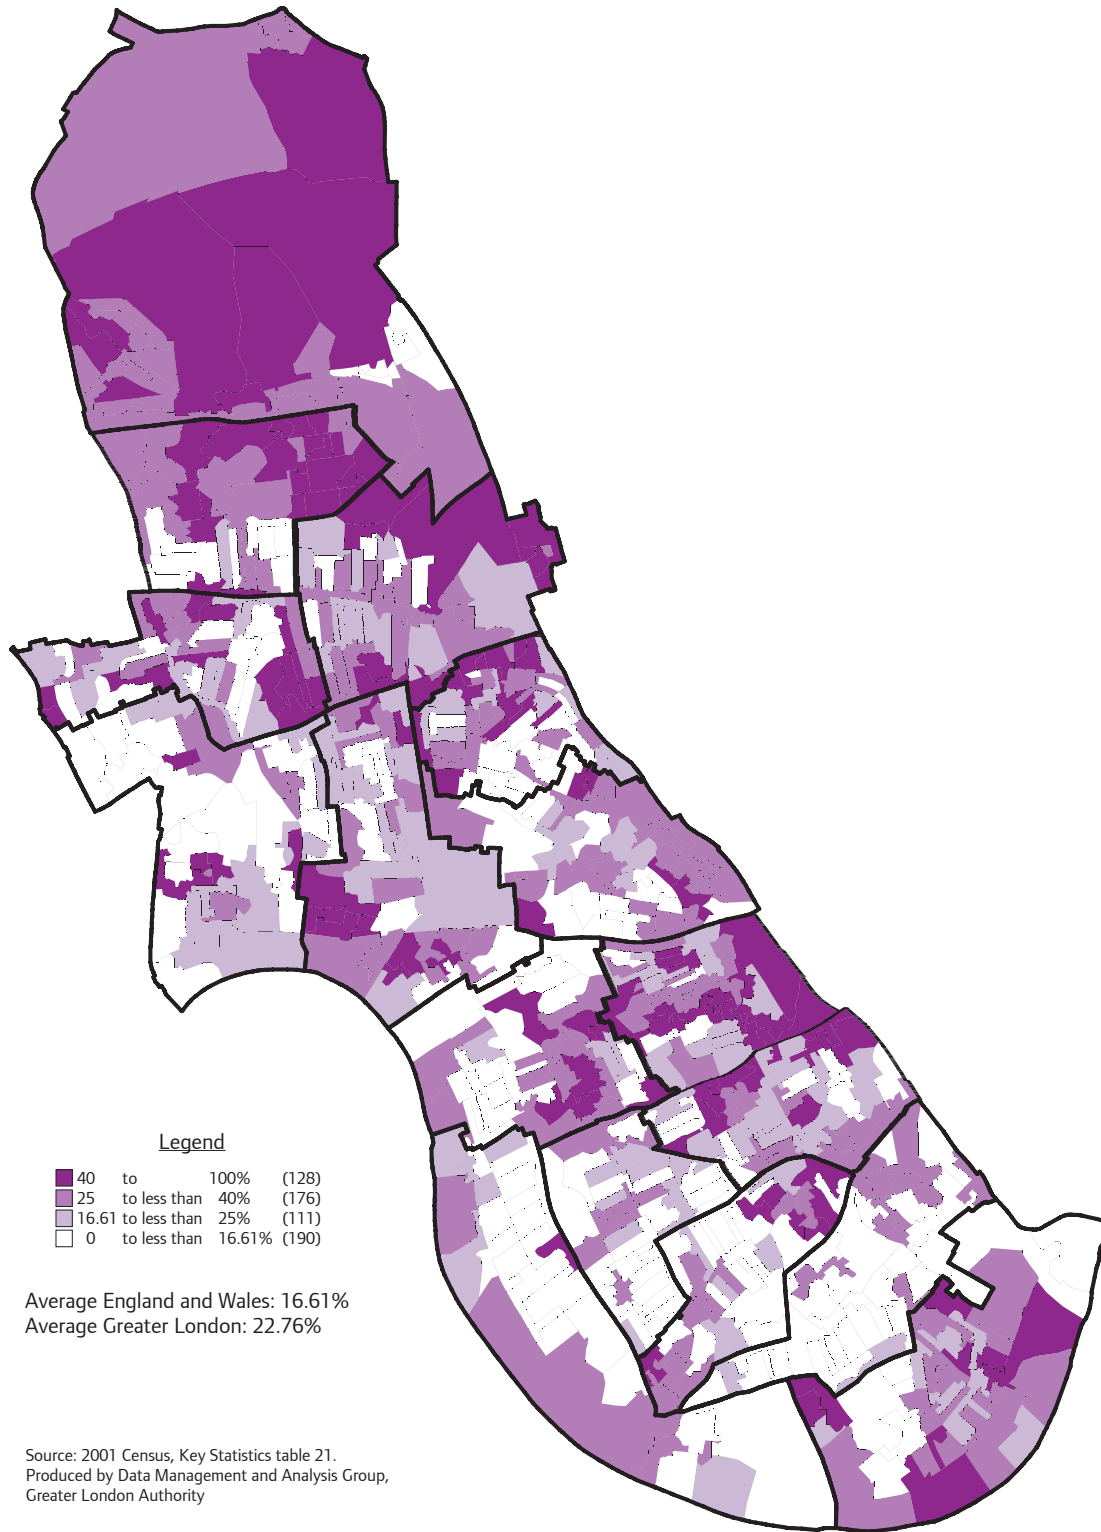 Legend
40 to 100% (128)
25 to less than 40% (176)
16.61 to less than 25% (111)
0 to less than 16.61% (190)
Average England and Wales: 16.61%
Average Greater London: 22.76%
Source: 2001 Census, Key Statistics table 21.
Produced by Data Management and Analysis Group,
Greater London Authority